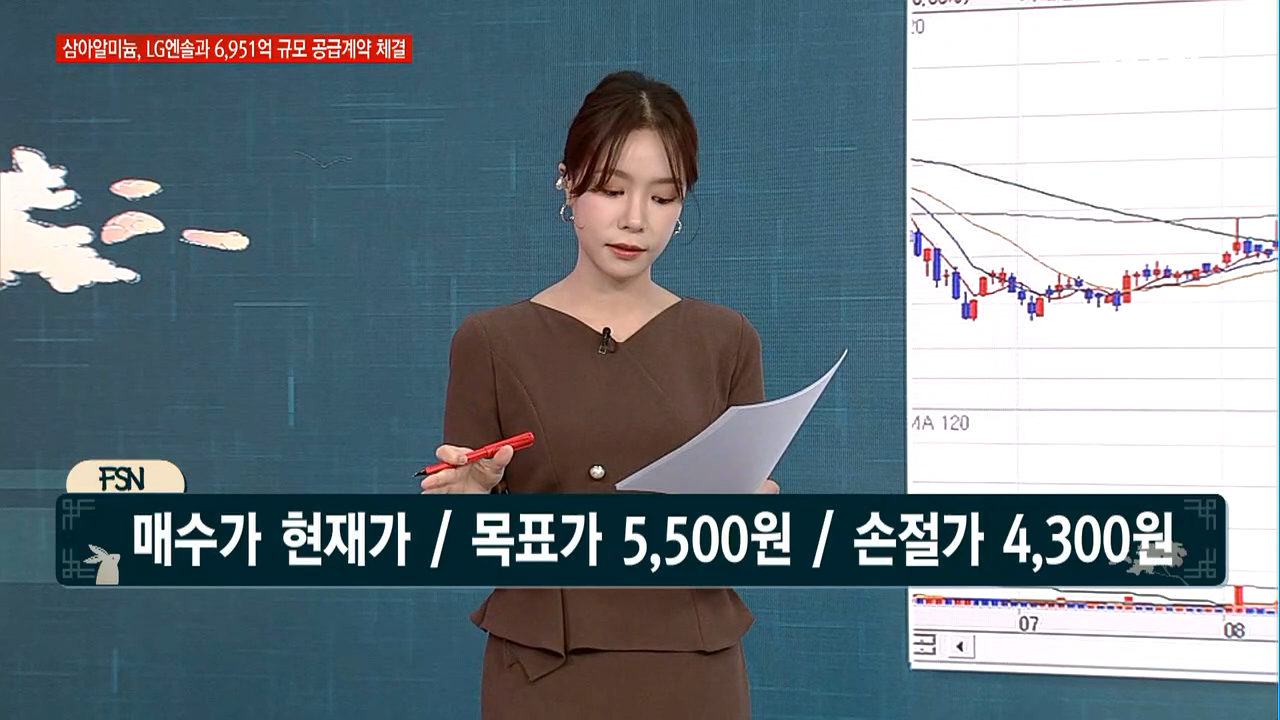 삼아알미늄, LG엔솔과 6,951억 규모 공급계약 체결
20
MA 120
FSN
매수가 현재가 / 목표가 5,500원 / 손절가 4,300원
07
08